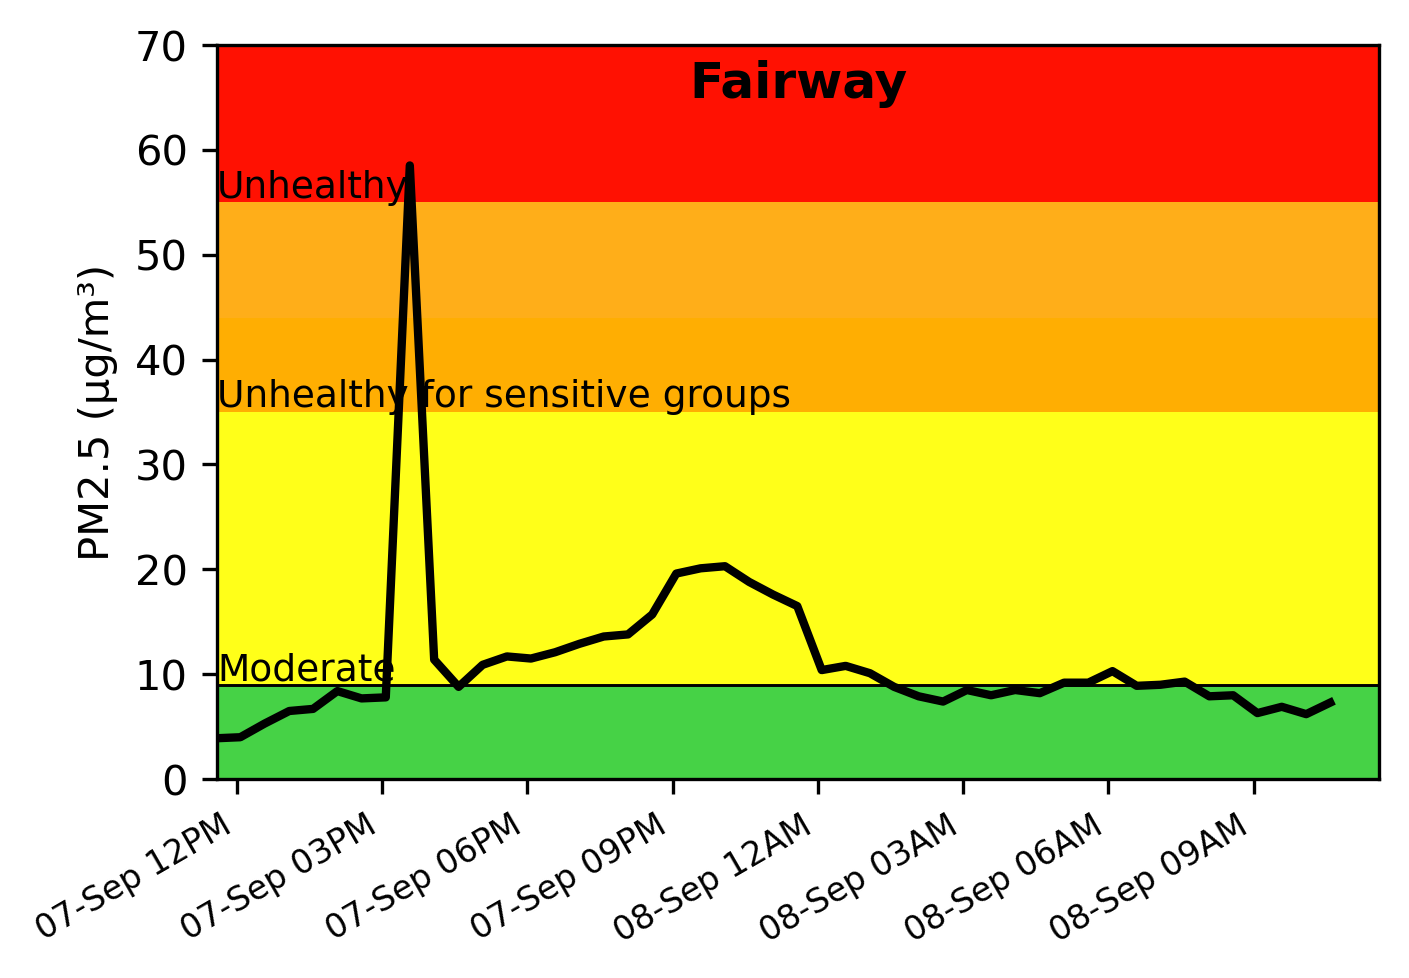 Fairway
70
60
50
40
30
20
10
0
PM2.5 (µg/m³)
Unhealthy
Unhealthy for sensitive groups
Moderate
07-Sep 12PM
07-Sep 03PM
07-Sep 06PM
07-Sep 09PM
08-Sep 12AM
08-Sep 03AM
08-Sep 06AM
08-Sep 09AM